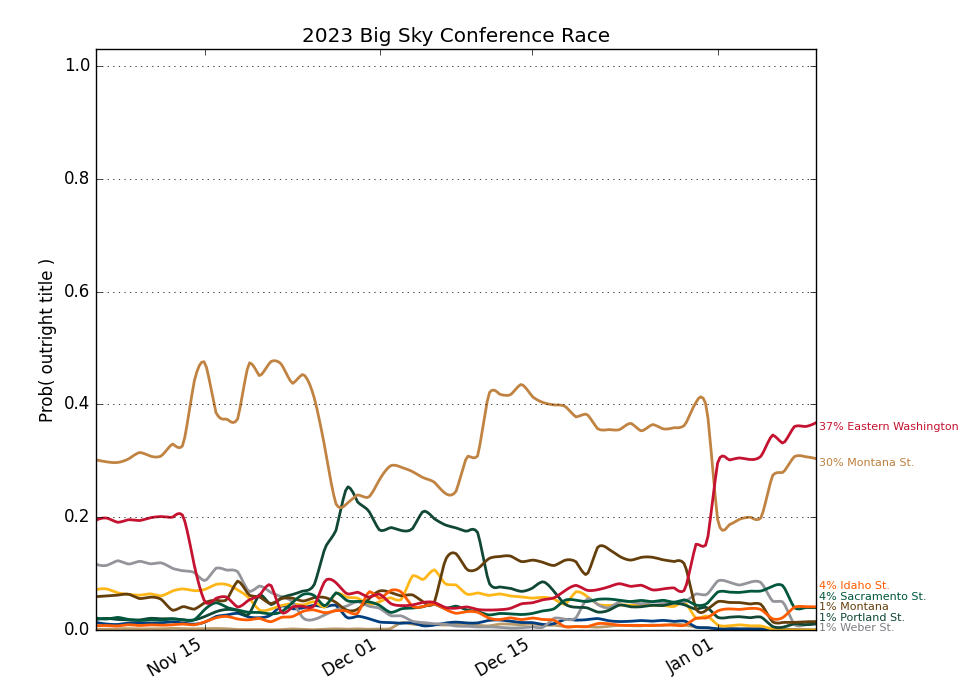 2023 Big Sky Conference Race
Prob( outright title )
1.0
0.8
0.6
0.4
0.2
0.0
Nov 15
Dec 01
Dec 15
Jan 01
37% Eastern Washington
30% Montana St.
4% Idaho St.
4% Sacramento St.
1% Montana
1% Portland St.
1% Weber St.